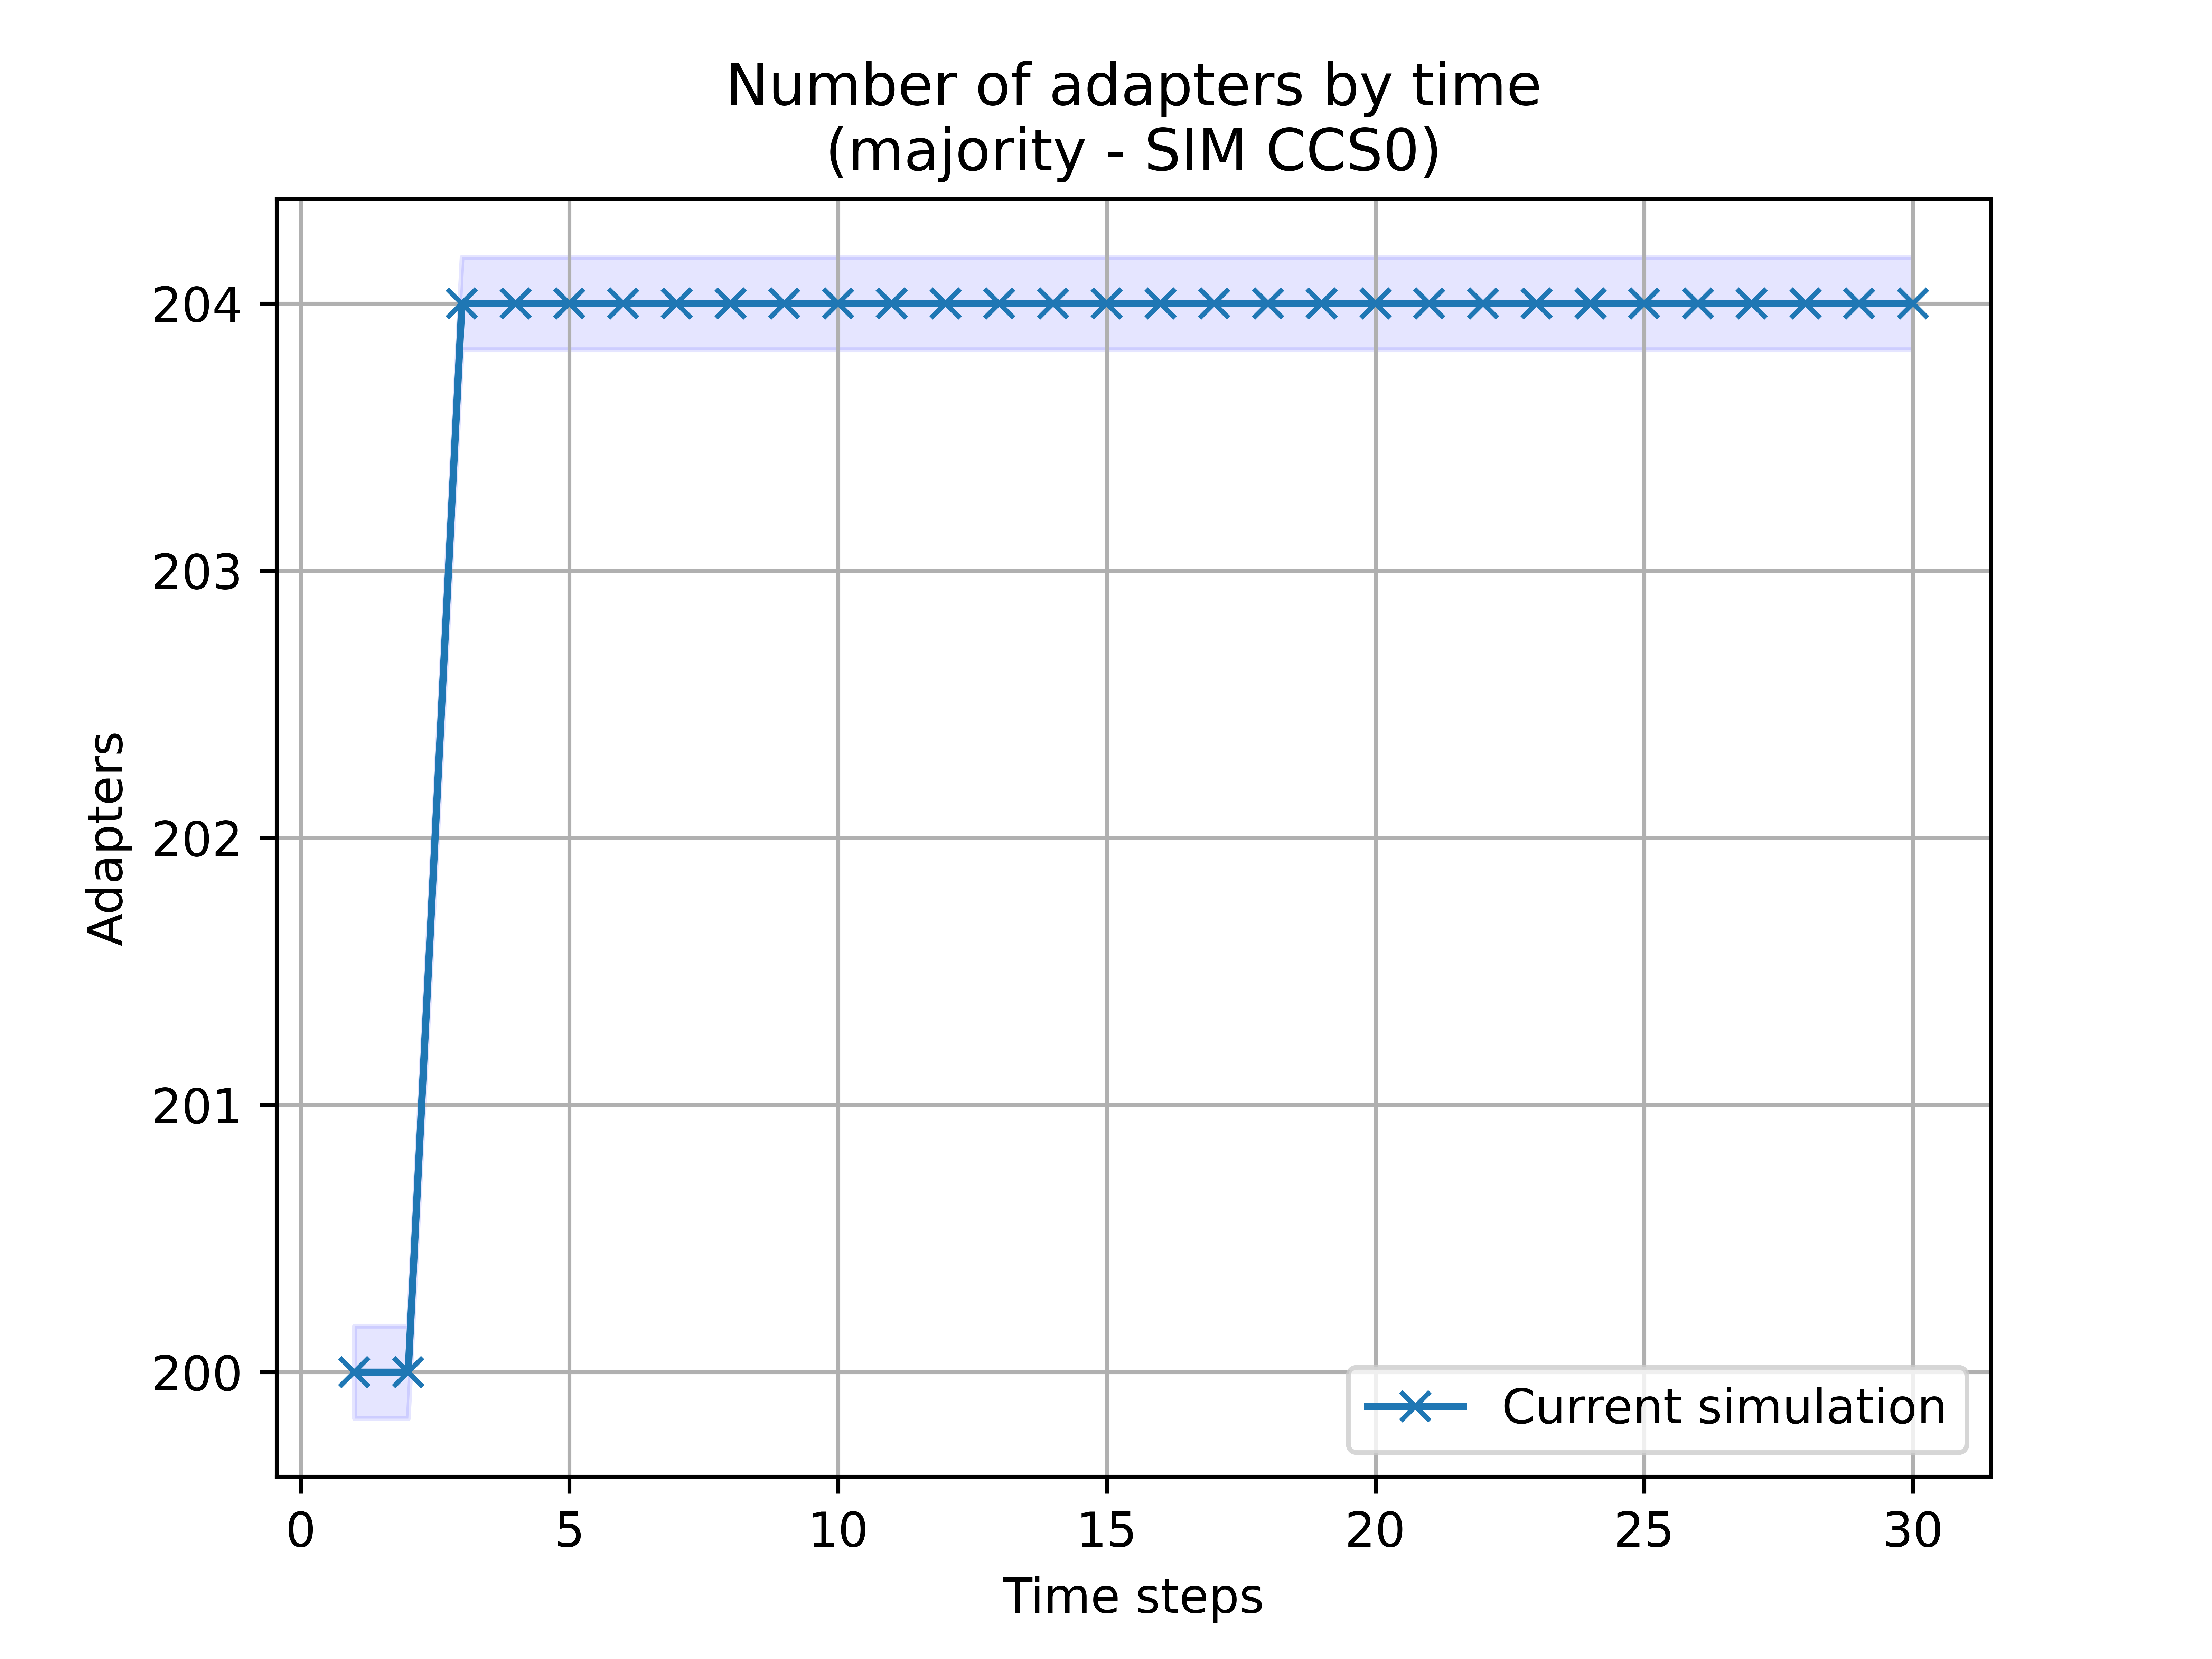 Number of adapters by time
(majority - SIM CCS0)
Adapters
204
203
202
201
200
Current simulation
0 5 10 15 20 25 30
Time steps